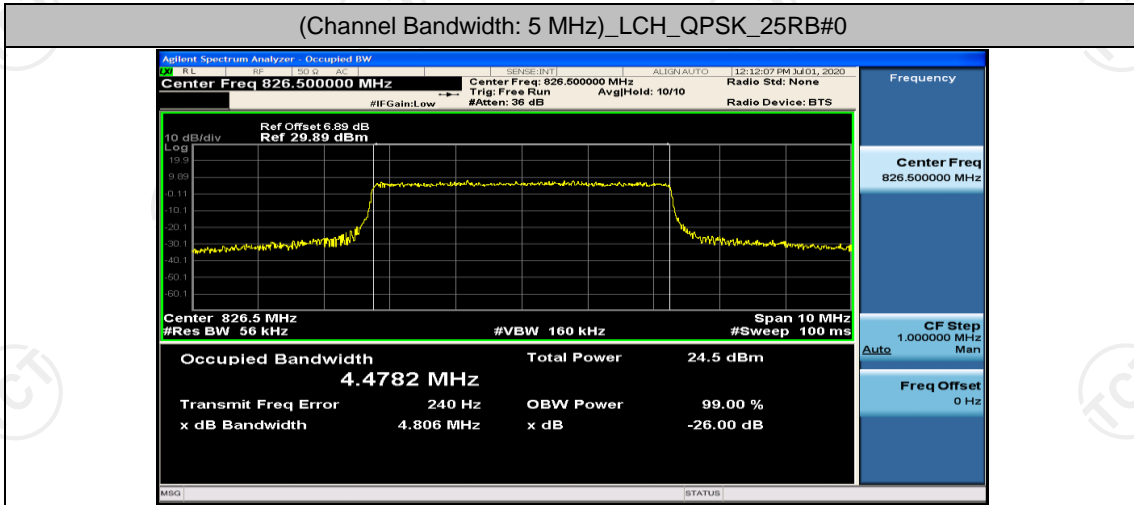 (Channel Bandwidth: 5 MHz)_LCH_QPSK_25RB#0
Agilent Spectrum Analyzer - Occupied BW
LXI RL RF 50 Ω AC SENSE:INT ALIGN AUTO 12:12:07 PM Jul 01, 2020
Center Freq 826.500000 MHz
Center Freq: 826.500000 MHz Radio Std: None
Trig: Free Run Avg|Hold: 10/10
#IFGain:Low #Atten: 36 dB Radio Device: BTS
Ref Offset 6.89 dB
10 dB/div Ref 29.89 dBm
Log
19.9
9.89
-0.11
-10.1
-20.1
-30.1
-40.1
-50.1
-60.1
Center 826.5 MHz Span 10 MHz
#Res BW 56 kHz #VBW 160 kHz #Sweep 100 ms
Occupied Bandwidth Total Power 24.5 dBm
4.4782 MHz
Transmit Freq Error 240 Hz OBW Power 99.00 %
x dB Bandwidth 4.806 MHz x dB -26.00 dB
MSG STATUS
Frequency
Center Freq
826.500000 MHz
CF Step
1.000000 MHz
Auto Man
Freq Offset
0 Hz
TCT
TCT